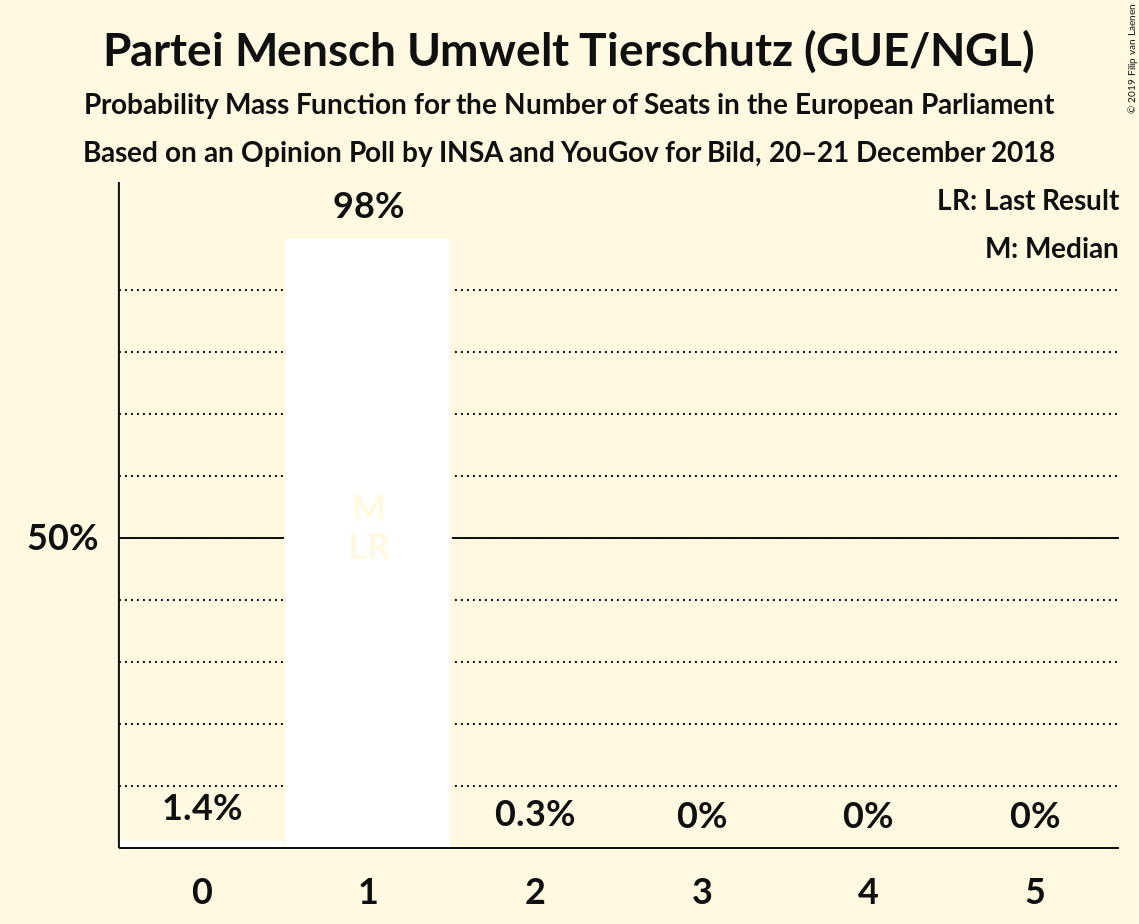 Partei Mensch Umwelt Tierschutz (GUE/NGL)
Probability Mass Function for the Number of Seats in the European Parliament
Based on an Opinion Poll by INSA and YouGov for Bild, 20–21 December 2018
© 2019 Filip van Laenen
LR: Last Result
M: Median
98%
M
LR
50%
1.4%
0.3%
0%
0%
0%
0
1
2
3
4
5